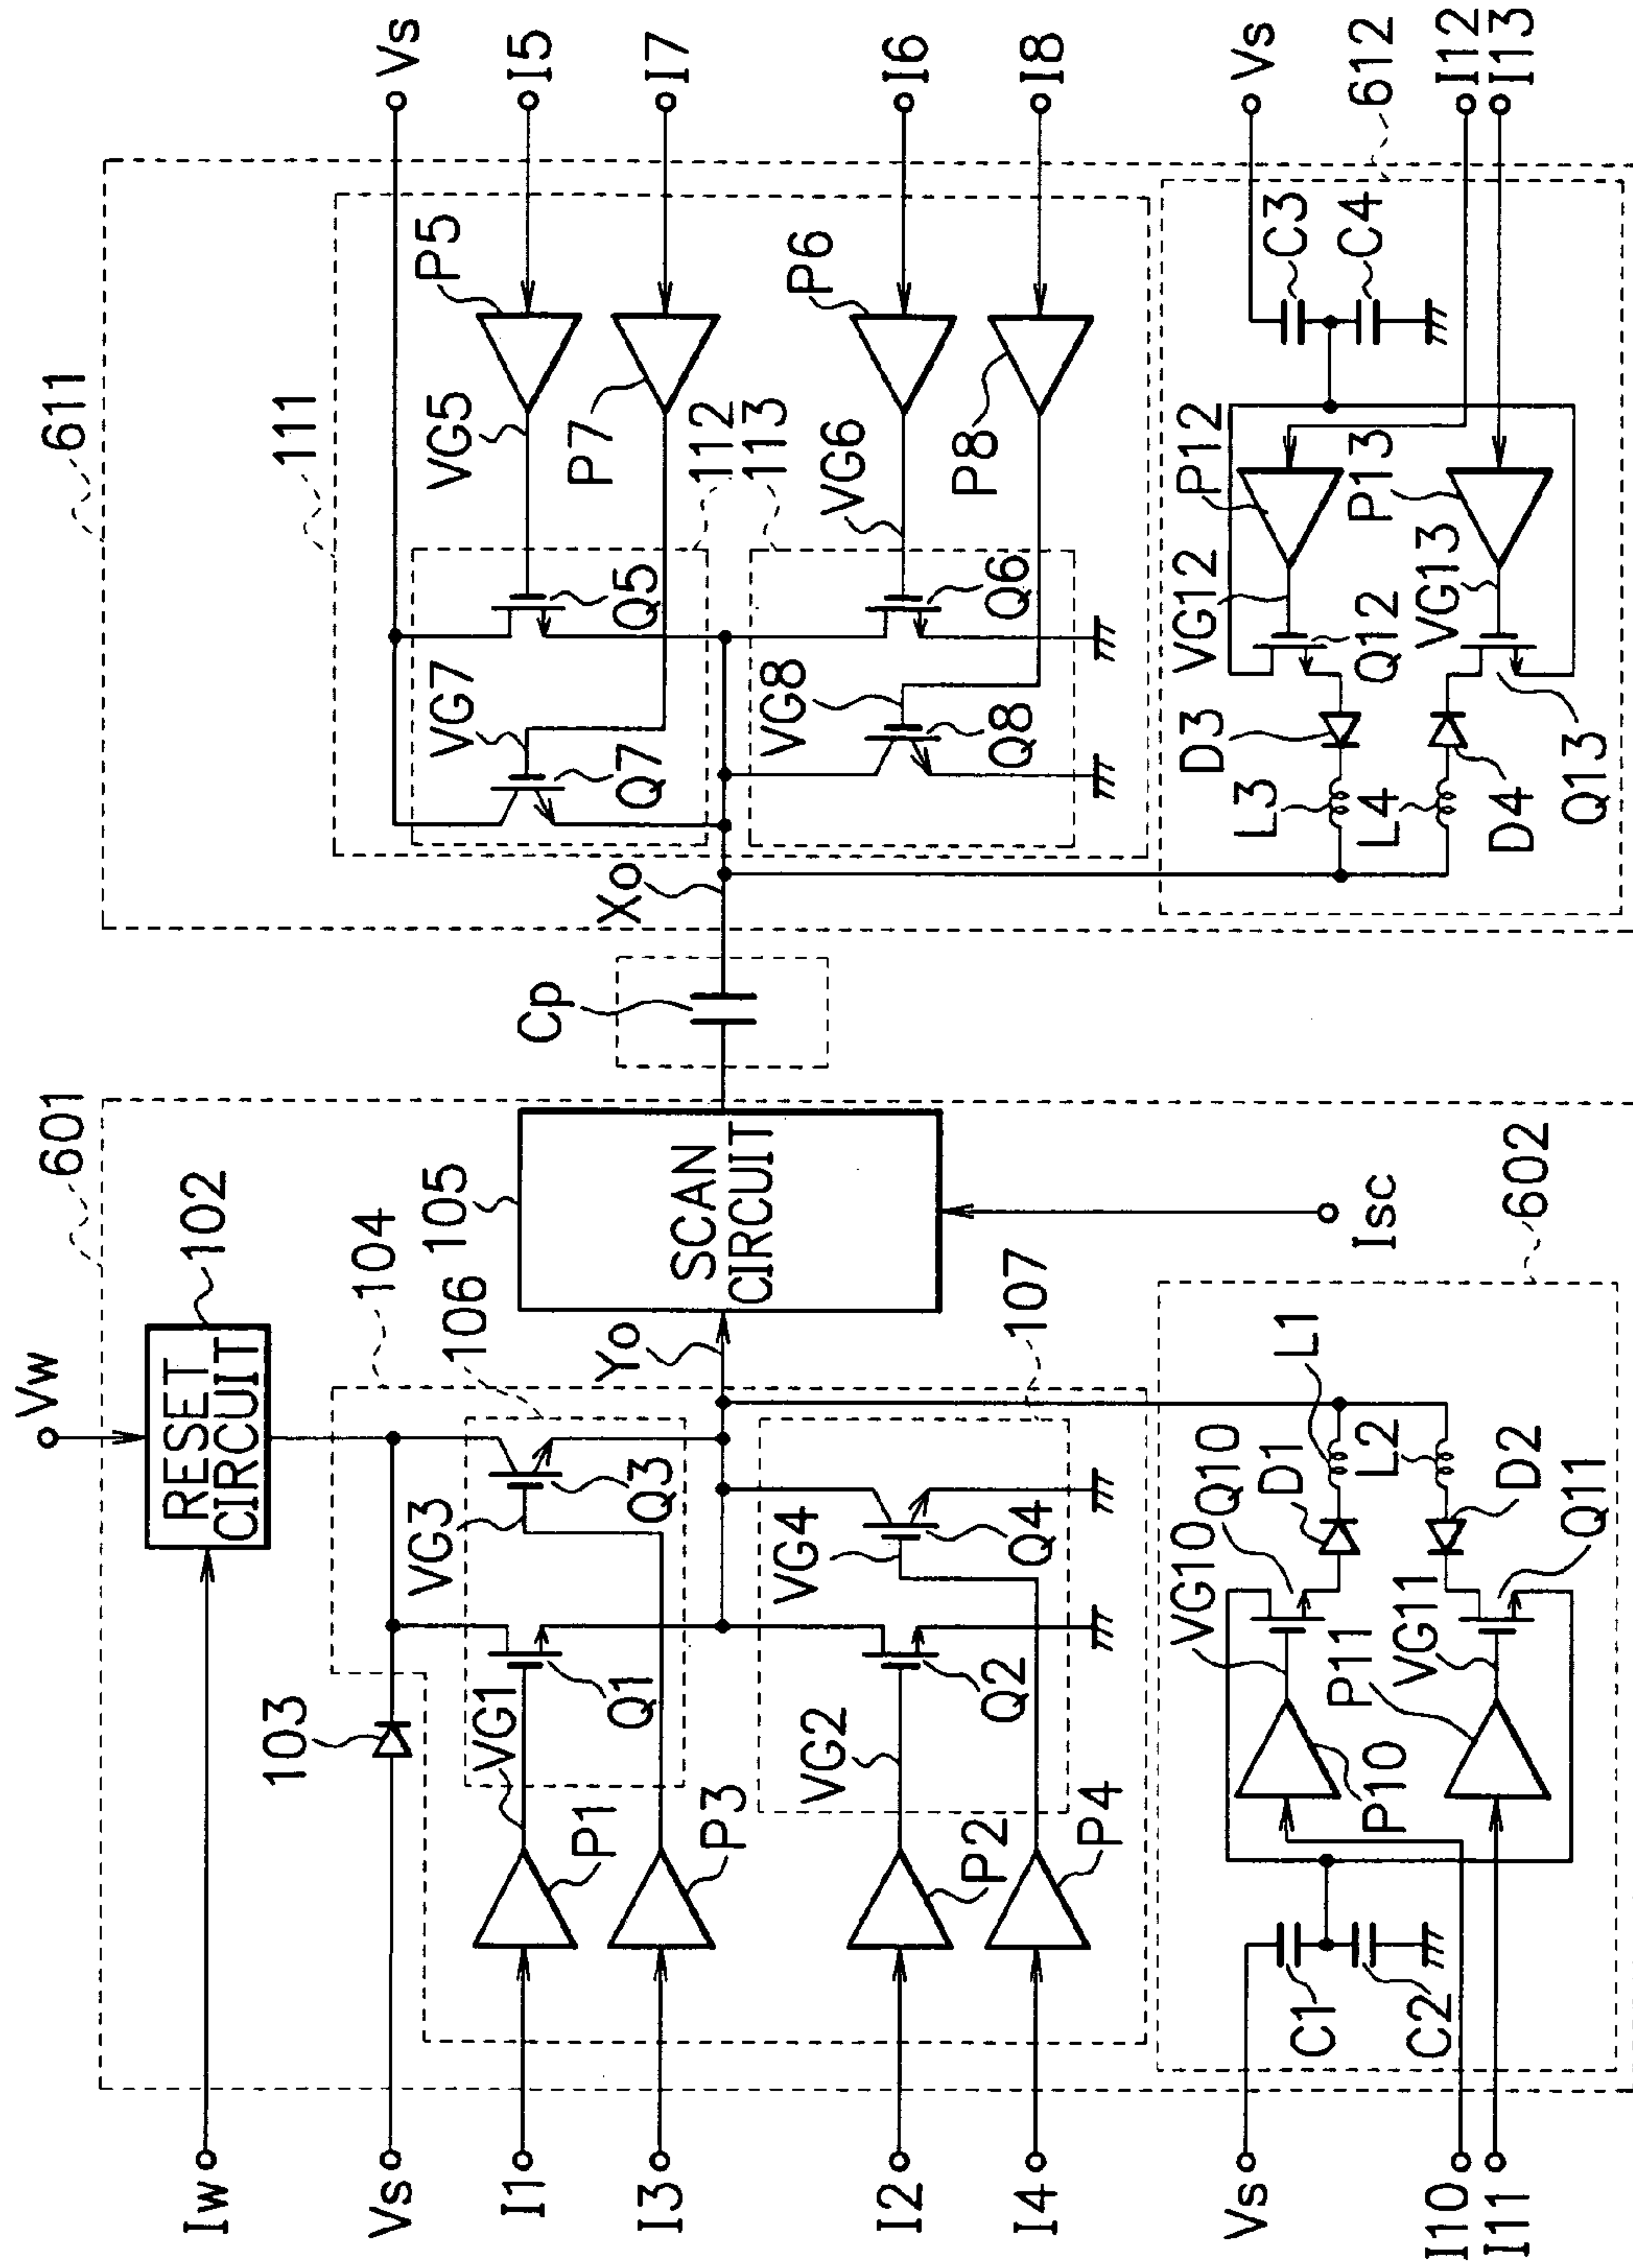 601
611
Vw
RESET
CIRCUIT
102
Iw
104
111
103
Vs
Vs
106
VG3
VG1
Q3
Q1
P1
P3
I1
I3
105
SCAN
CIRCUIT
Yo
Cp
Xo
VG7
Q7
Q5
VG5
P5
P7
112
113
I5
I7
107
VG4
VG2
Q4
Q2
P2
P4
I2
I4
Isc
VG8
Q8
Q6
VG6
P6
P8
I6
I8
602
612
Vs
C1
C2
P10
P11
VG10
VG11
Q10
Q11
D1
D2
L1
L2
I10
I11
L3
L4
D3
D4
Q12
Q13
VG12
VG13
P12
P13
C3
C4
Vs
I12
I13